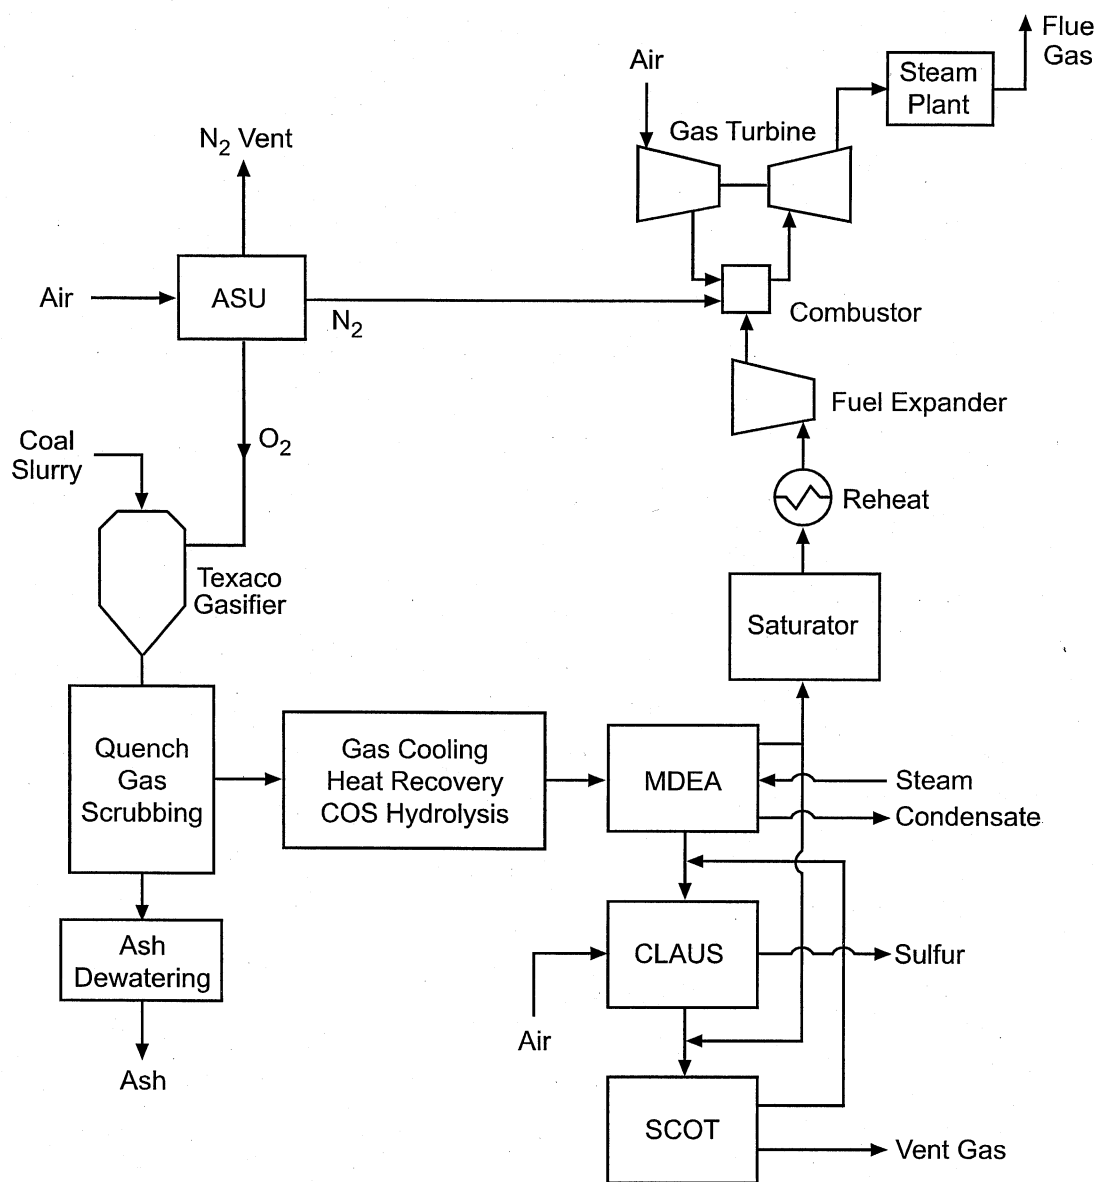 Flue
Gas
Air
Steam
Plant
Gas Turbine
N2 Vent
Air
ASU
N2
Combustor
Fuel Expander
Coal
Slurry
O2
Reheat
Texaco
Gasifier
Saturator
Quench
Gas
Scrubbing
Gas Cooling
Heat Recovery
COS Hydrolysis
MDEA
Steam
Condensate
Ash
Dewatering
CLAUS
Sulfur
Air
Ash
SCOT
Vent Gas